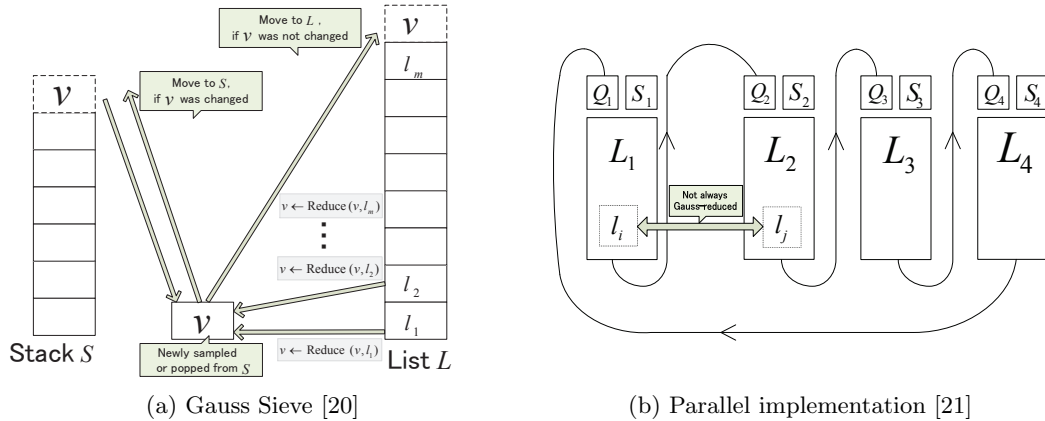 Move to L ,
if v was not changed
v
l_m
Move to S,
if v was changed
v
v ← Reduce (v, l_m)
⋮
v ← Reduce (v, l_2)
l_2
v
l_1
Stack S
Newly sampled
or popped from S
v ← Reduce (v, l_1)
List L
(a) Gauss Sieve [20]
Q_1 S_1 Q_2 S_2 Q_3 S_3 Q_4 S_4
L_1 L_2 L_3 L_4
Not always
Gauss-reduced
l_i l_j
(b) Parallel implementation [21]